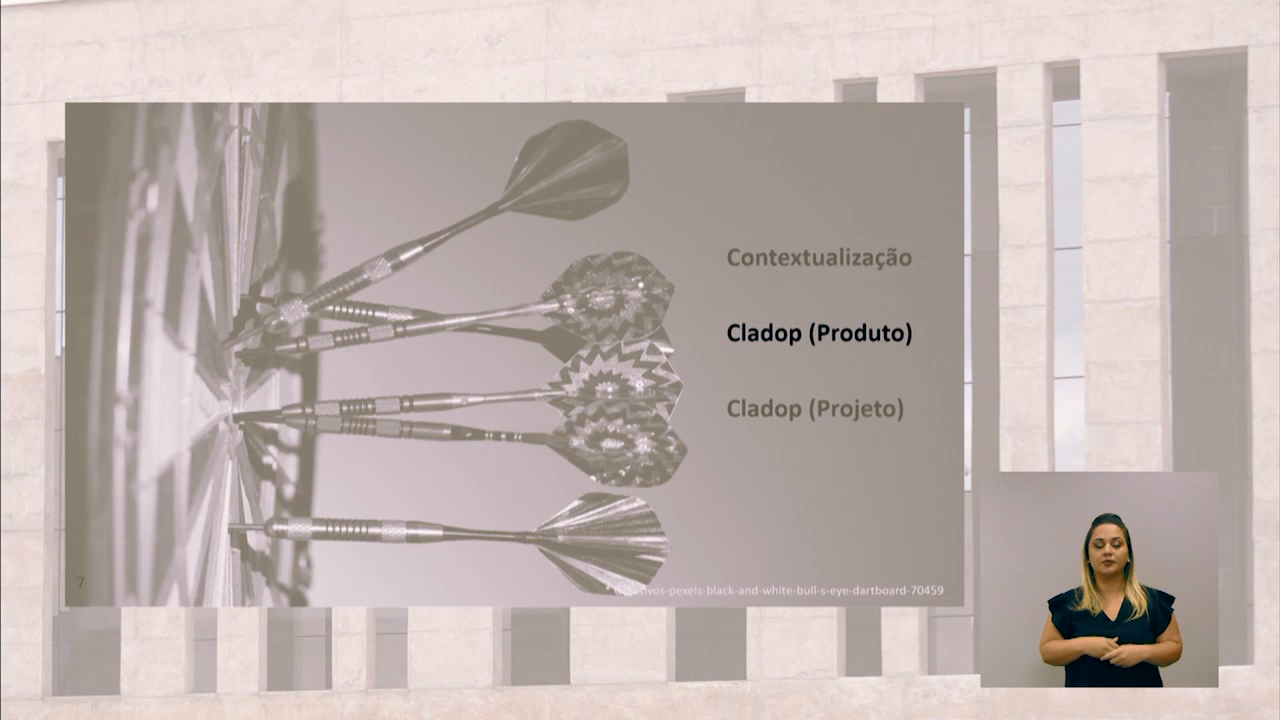 Contextualização
Cladop (Produto)
Cladop (Projeto)
7
-pexels-black-and-white-bull-s-eye-dartboard-70459